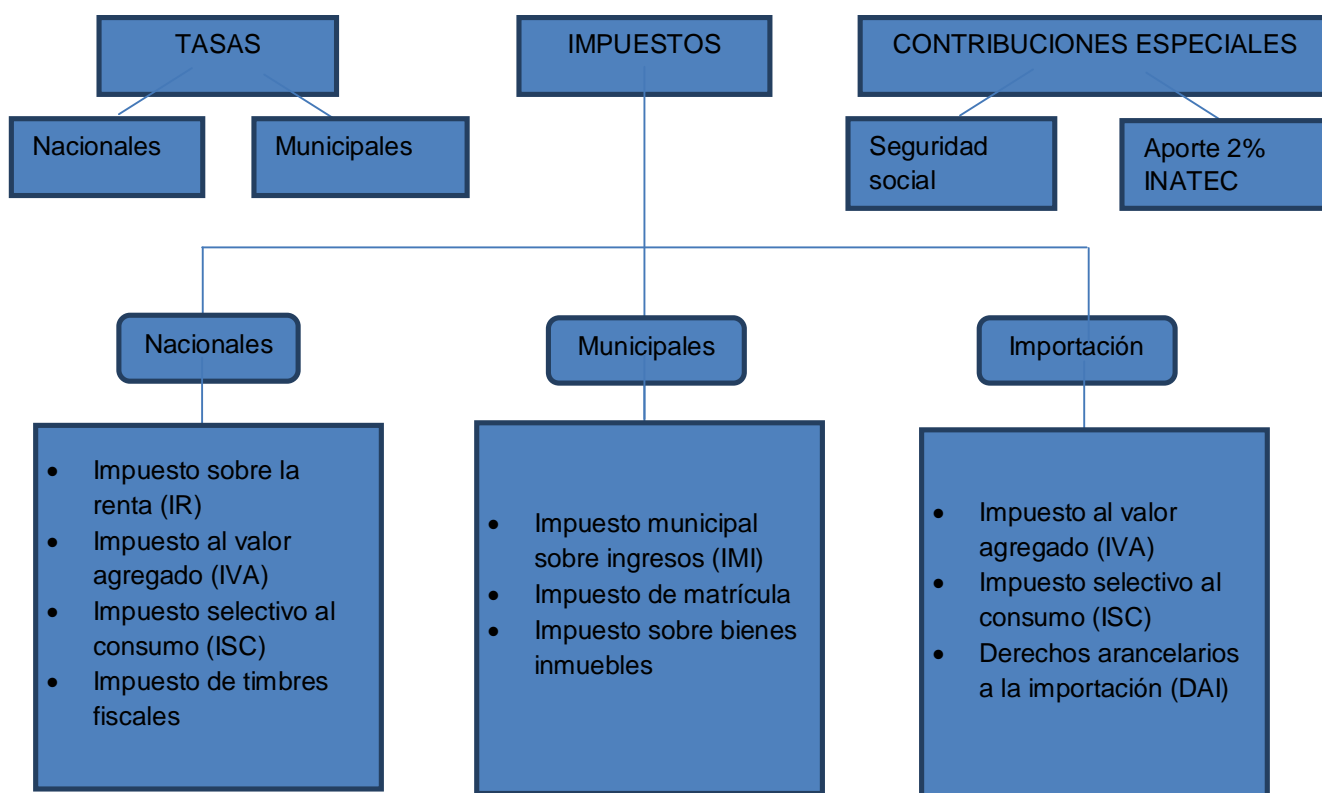 TASAS
IMPUESTOS
CONTRIBUCIONES ESPECIALES
Nacionales
Municipales
Seguridad
social
Aporte 2%
INATEC
Nacionales
Municipales
Importación
• Impuesto sobre la
renta (IR)
• Impuesto al valor
agregado (IVA)
• Impuesto selectivo al
consumo (ISC)
• Impuesto de timbres
fiscales
• Impuesto municipal
sobre ingresos (IMI)
• Impuesto de matrícula
• Impuesto sobre bienes
inmuebles
• Impuesto al valor
agregado (IVA)
• Impuesto selectivo al
consumo (ISC)
• Derechos arancelarios
a la importación (DAI)